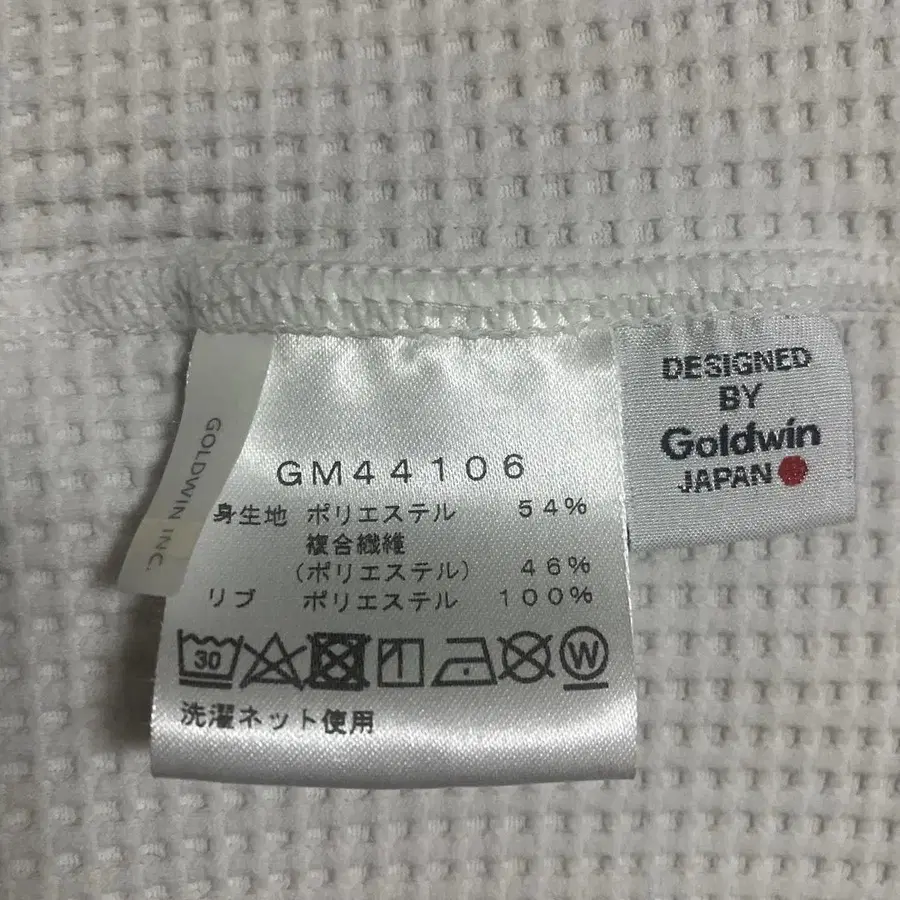 GOLDWIN INC.
GM44106
身生地 ポリエステル 54%
複合繊維
(ポリエステル) 46%
リブ ポリエステル 100%
30
W
洗濯ネット使用
DESIGNED
BY
Goldwin
JAPAN